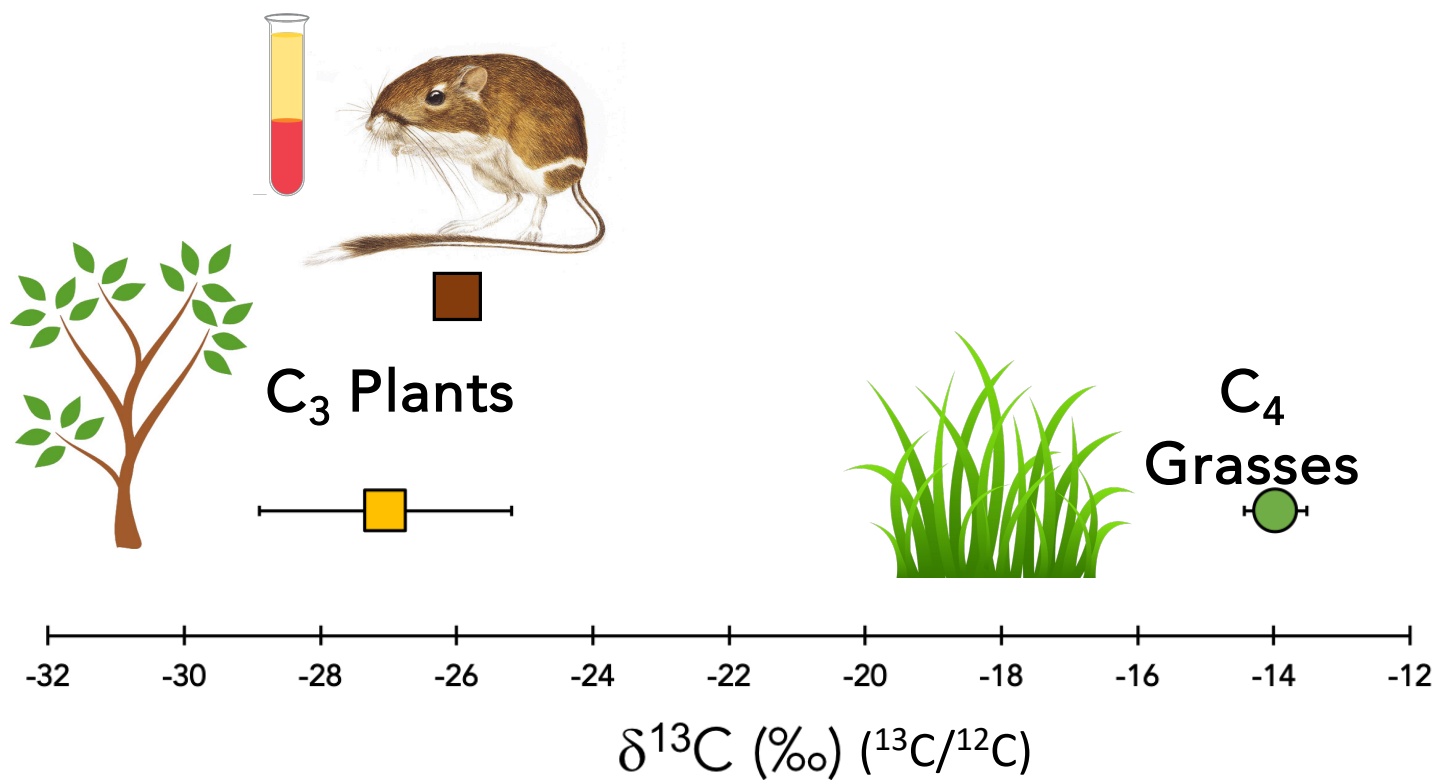 C₃ Plants
C₄
Grasses
-32 -30 -28 -26 -24 -22 -20 -18 -16 -14 -12
δ¹³C (‰) (¹³C/¹²C)